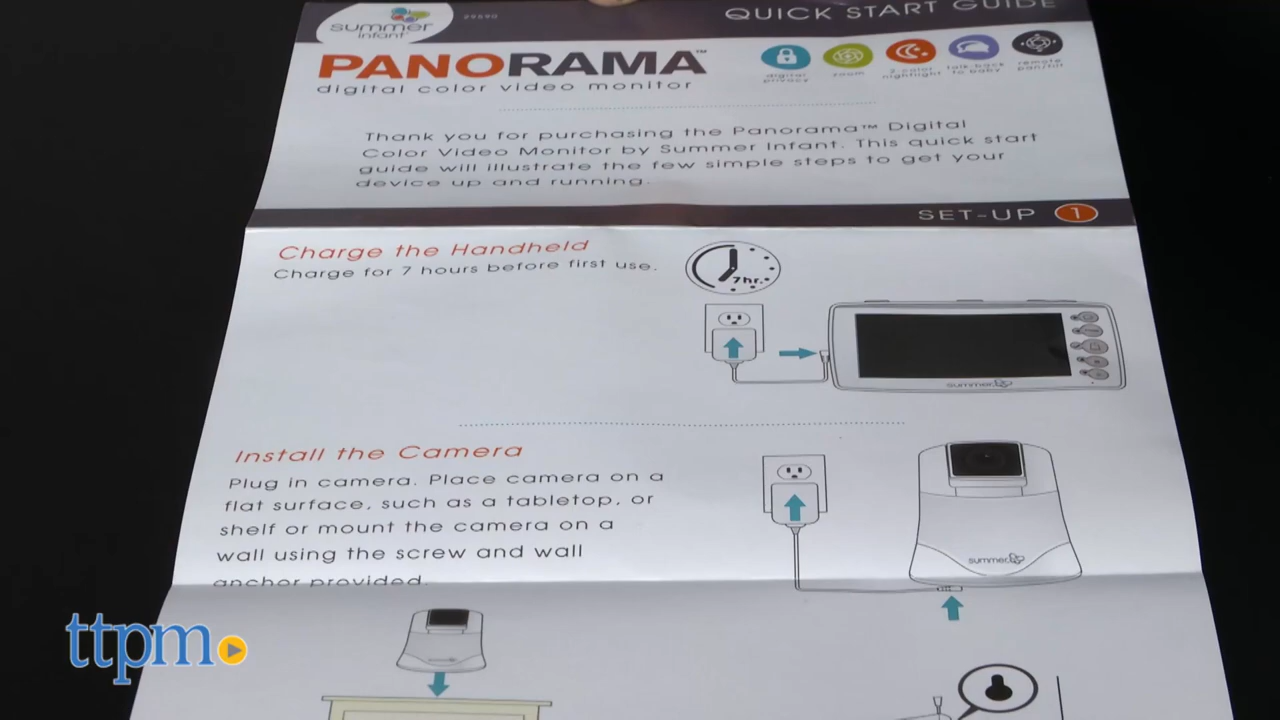 summer
infant
29590
QUICK START GUIDE
PANORAMA™
digital color video monitor
digital
privacy
zoom
2 color
nightlight
talk-back
to baby
remote
pan/tilt
Thank you for purchasing the Panorama™ Digital
Color Video Monitor by Summer Infant. This quick start
guide will illustrate the few simple steps to get your
device up and running.
SET-UP 1
Charge the Handheld
Charge for 7 hours before first use.
7hr.
summer
Install the Camera
Plug in camera. Place camera on a
flat surface, such as a tabletop, or
shelf or mount the camera on a
wall using the screw and wall
anchor provided.
summer
ttpm